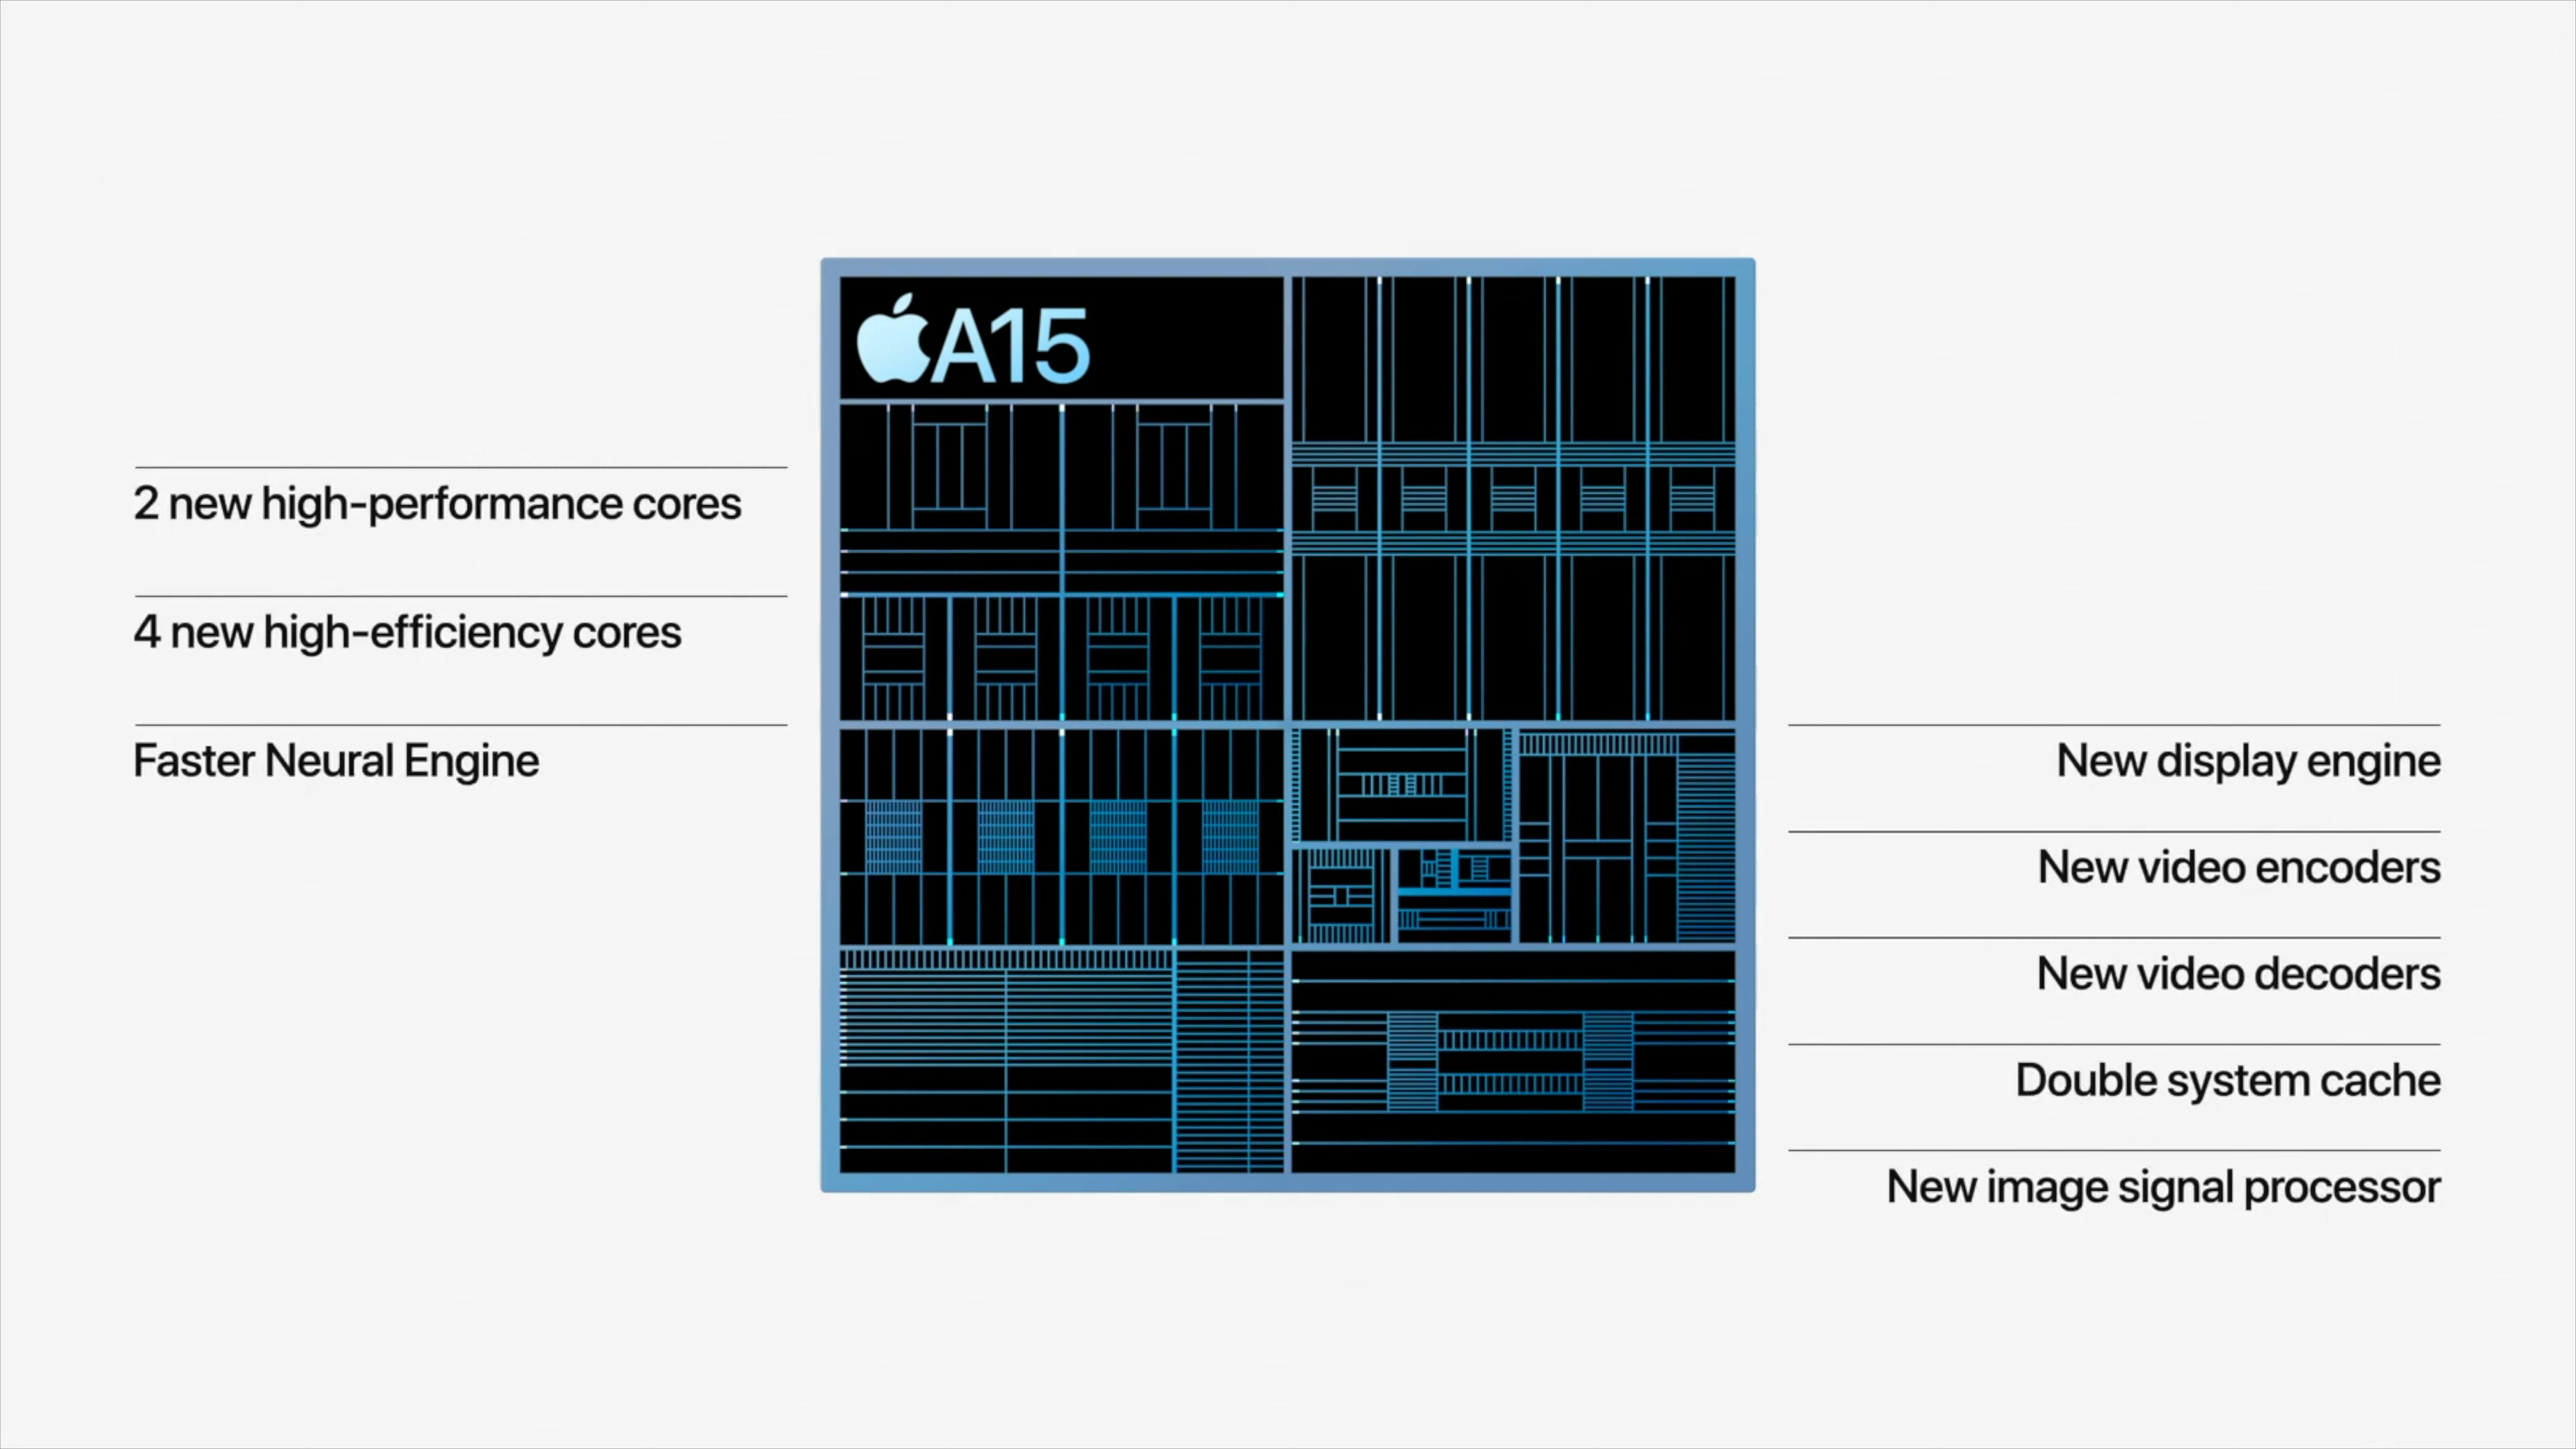 A15
2 new high-performance cores
4 new high-efficiency cores
Faster Neural Engine
New display engine
New video encoders
New video decoders
Double system cache
New image signal processor